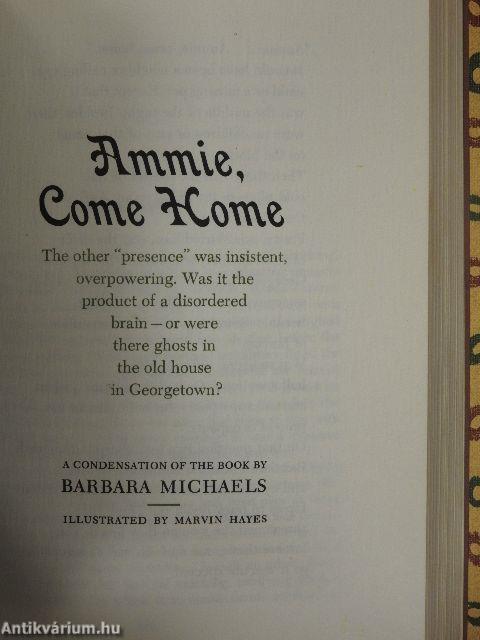 Ammie,
Come Home
The other "presence" was insistent,
overpowering. Was it the
product of a disordered
brain—or were
there ghosts in
the old house
in Georgetown?
A CONDENSATION OF THE BOOK BY
BARBARA MICHAELS
ILLUSTRATED BY MARVIN HAYES
Antikvárium.hu